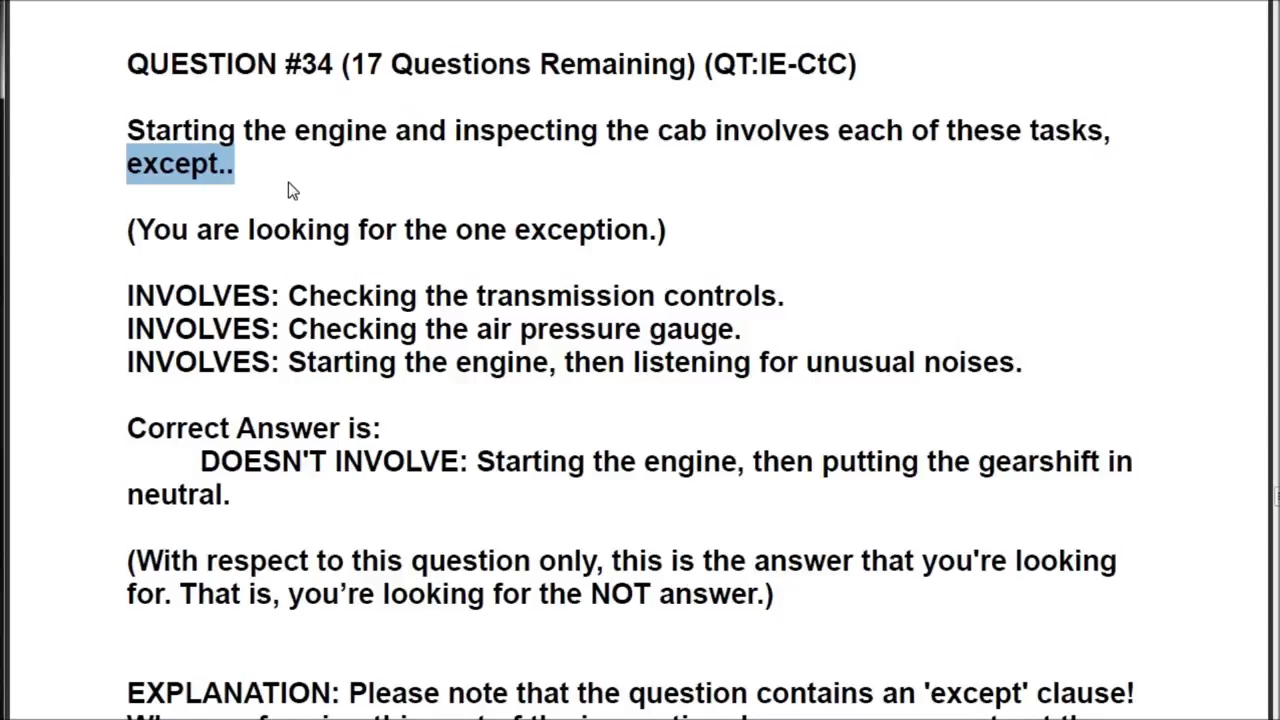 QUESTION #34 (17 Questions Remaining) (QT:IE-CtC)
Starting the engine and inspecting the cab involves each of these tasks,
except..
(You are looking for the one exception.)
INVOLVES: Checking the transmission controls.
INVOLVES: Checking the air pressure gauge.
INVOLVES: Starting the engine, then listening for unusual noises.
Correct Answer is:
DOESN'T INVOLVE: Starting the engine, then putting the gearshift in
neutral.
(With respect to this question only, this is the answer that you're looking
for. That is, you’re looking for the NOT answer.)
EXPLANATION: Please note that the question contains an 'except' clause!